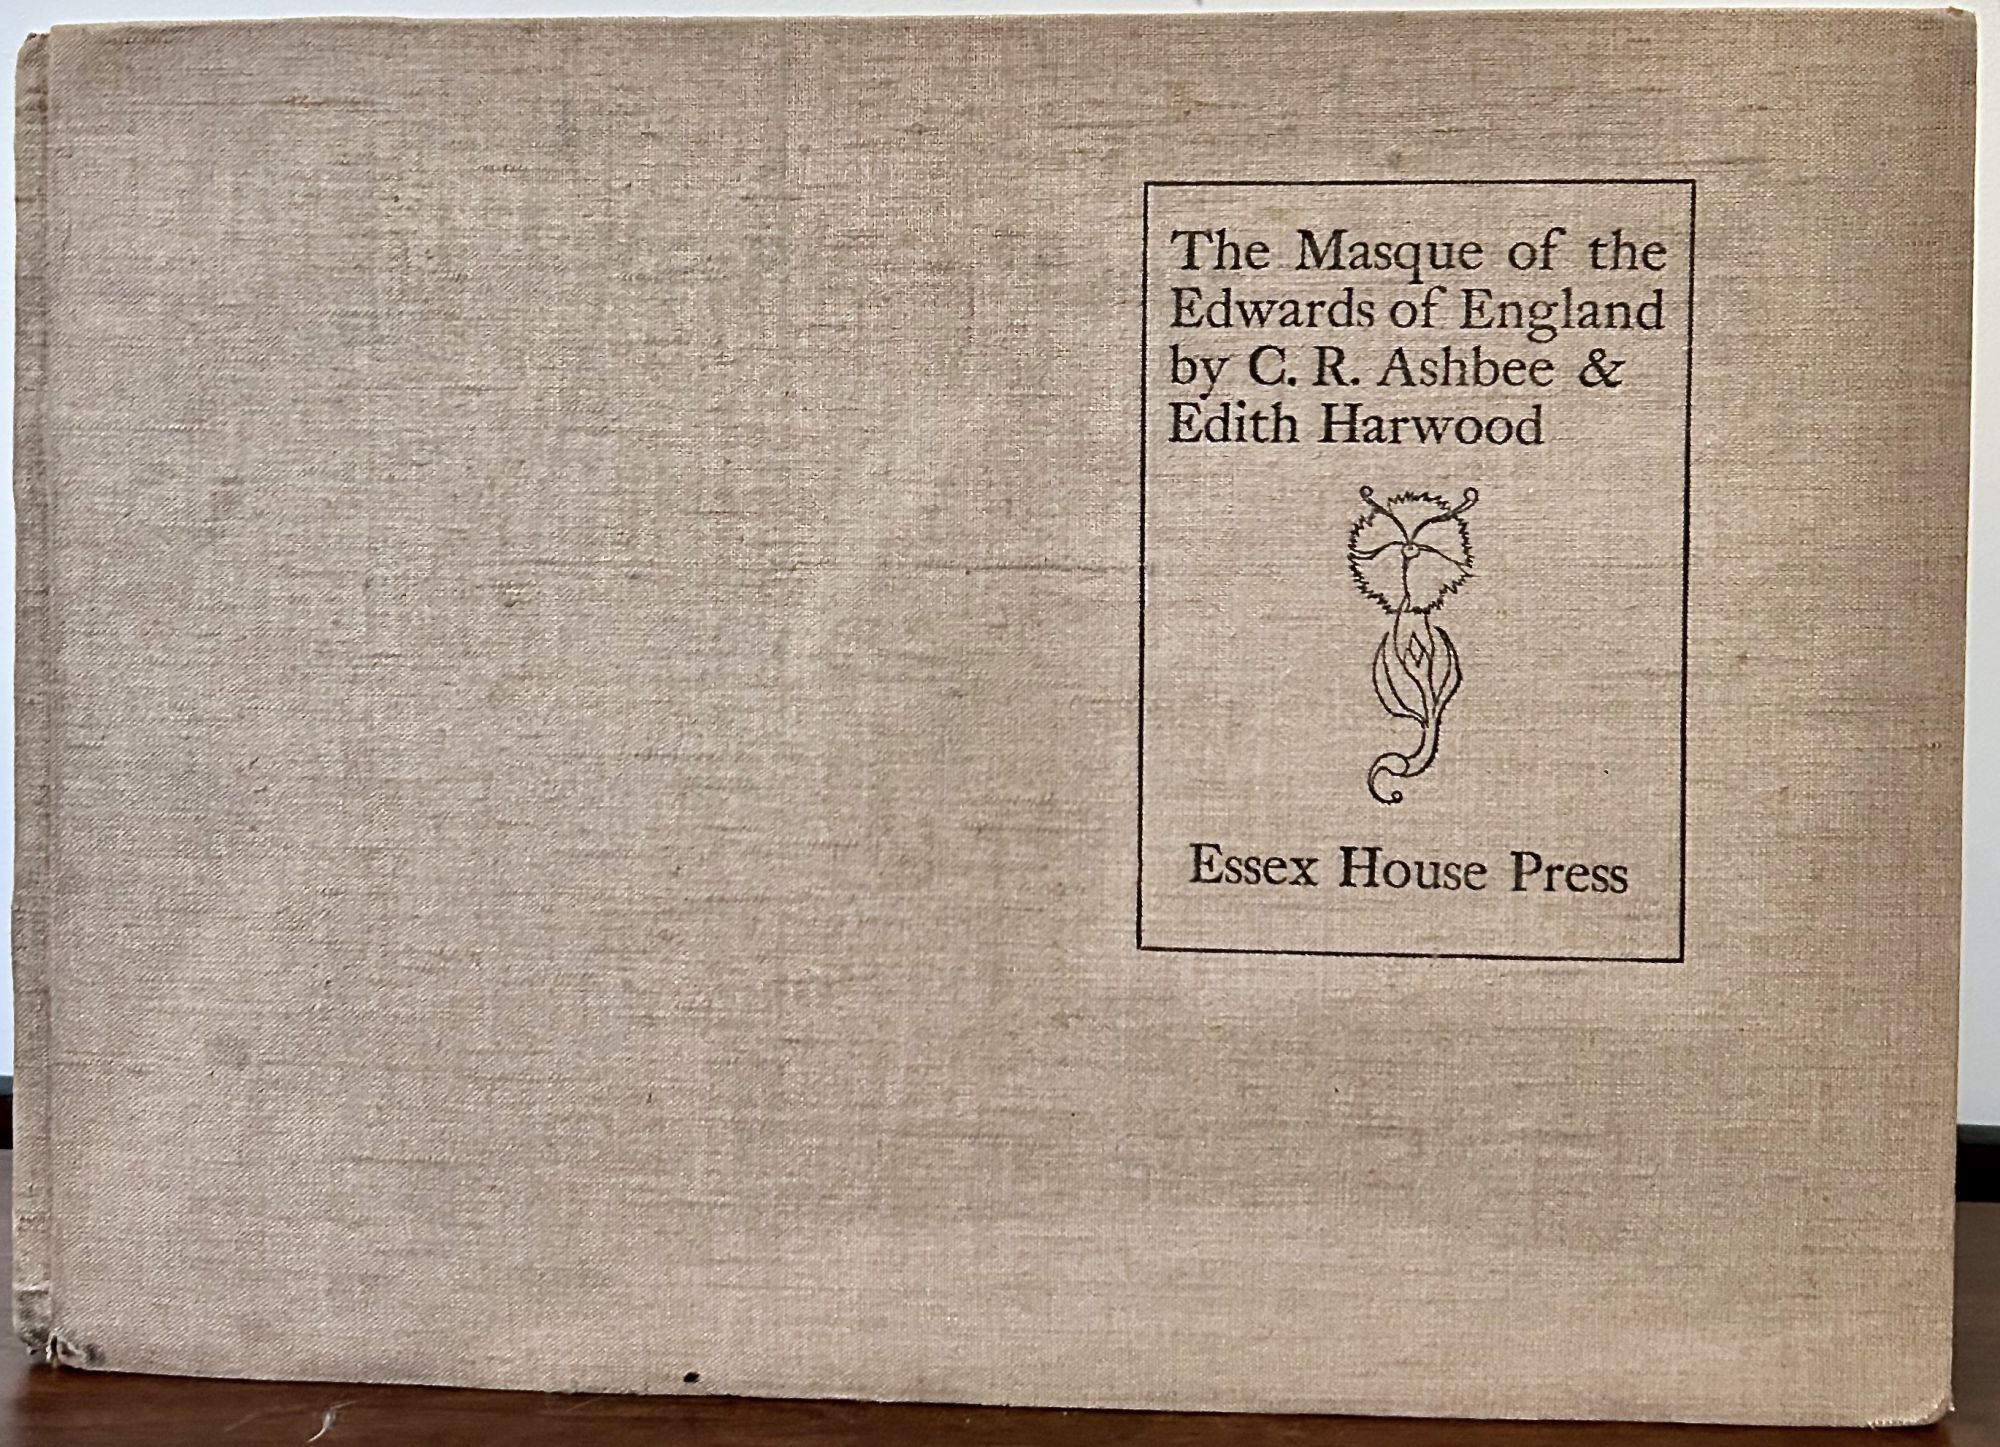 The Masque of the
Edwards of England
by C. R. Ashbee &
Edith Harwood
Essex House Press